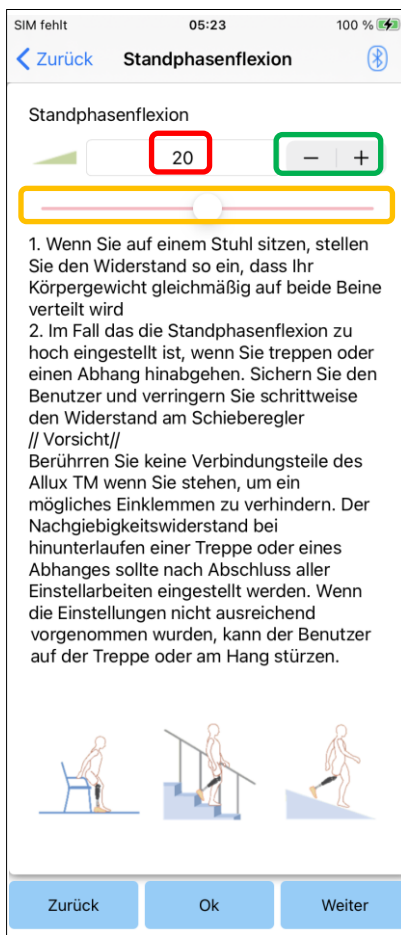 SIM fehlt 05:23 100 %
Zurück Standphasenflexion
Standphasenflexion
20 − +
1. Wenn Sie auf einem Stuhl sitzen, stellen
Sie den Widerstand so ein, dass Ihr
Körpergewicht gleichmäßig auf beide Beine
verteilt wird
2. Im Fall das die Standphasenflexion zu
hoch eingestellt ist, wenn Sie treppen oder
einen Abhang hinabgehen. Sichern Sie den
Benutzer und verringern Sie schrittweise
den Widerstand am Schieberegler
// Vorsicht//
Berührren Sie keine Verbindungsteile des
Allux TM wenn Sie stehen, um ein
mögliches Einklemmen zu verhindern. Der
Nachgiebigkeitswiderstand bei
hinunterlaufen einer Treppe oder eines
Abhanges sollte nach Abschluss aller
Einstellarbeiten eingestellt werden. Wenn
die Einstellungen nicht ausreichend
vorgenommen wurden, kann der Benutzer
auf der Treppe oder am Hang stürzen.
Zurück Ok Weiter